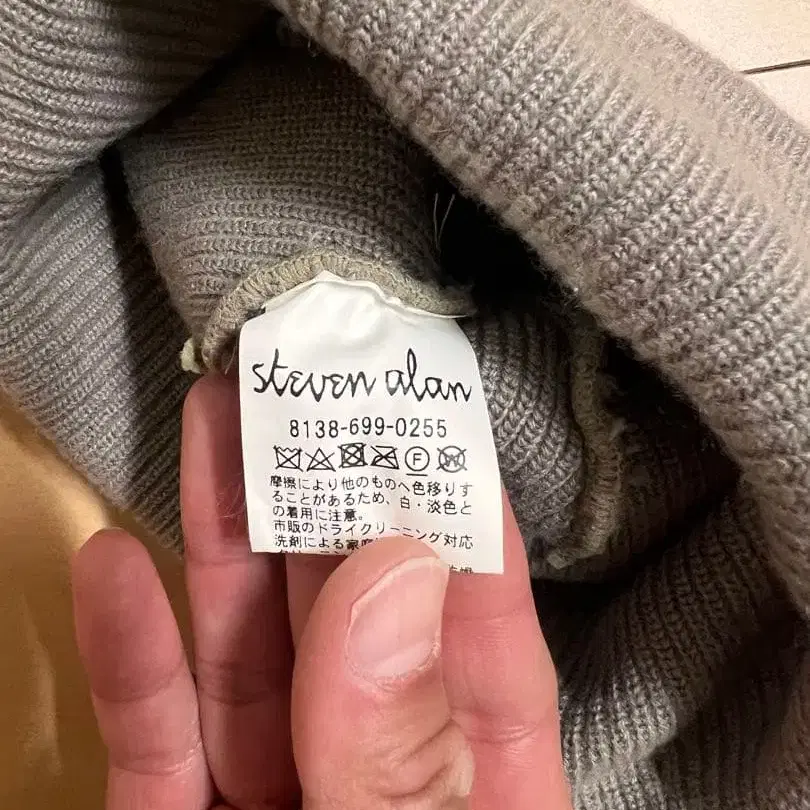 steven alan
8138-699-0255
F W
摩擦により他のものへ色移りす
ることがあるため、白・淡色と
の着用に注意。
市販のドライクリーニング対応
洗剤による家庭